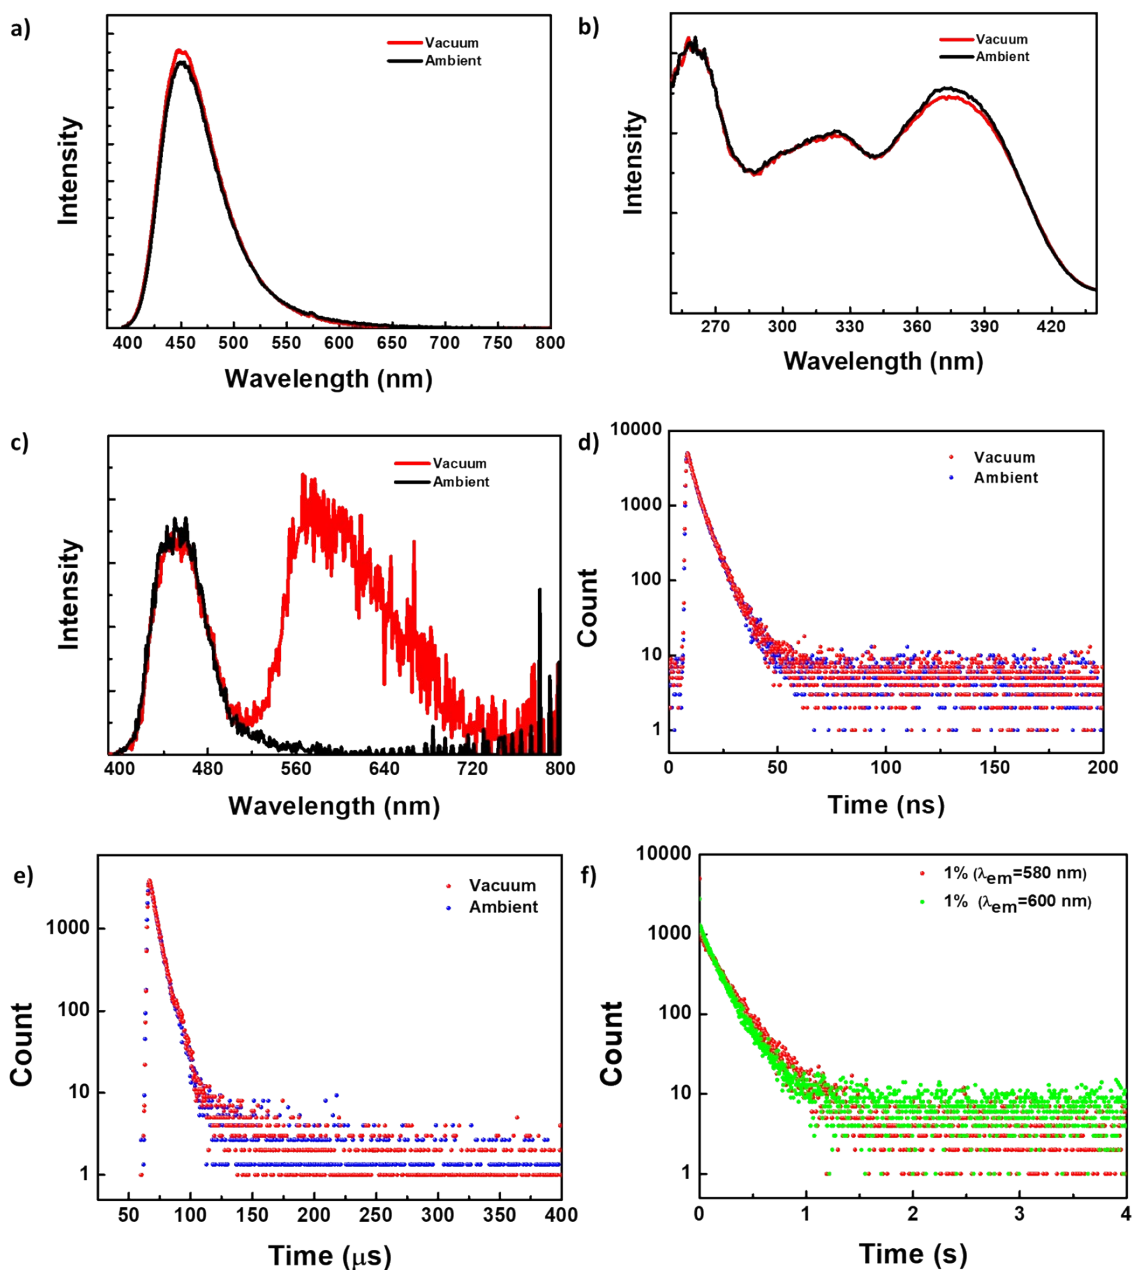 a)
Vacuum
Ambient
Intensity
400 450 500 550 600 650 700 750 800
Wavelength (nm)
b)
Vacuum
Ambient
Intensity
270 300 330 360 390 420
Wavelength (nm)
c)
Vacuum
Ambient
Intensity
400 480 560 640 720 800
Wavelength (nm)
d)
10000
1000
100
10
1
Count
Vacuum
Ambient
0 50 100 150 200
Time (ns)
e)
1000
100
10
1
Count
Vacuum
Ambient
50 100 150 200 250 300 350 400
Time (μs)
f)
10000
1000
100
10
1
Count
1% (λem=580 nm)
1% (λem=600 nm)
0 1 2 3 4
Time (s)